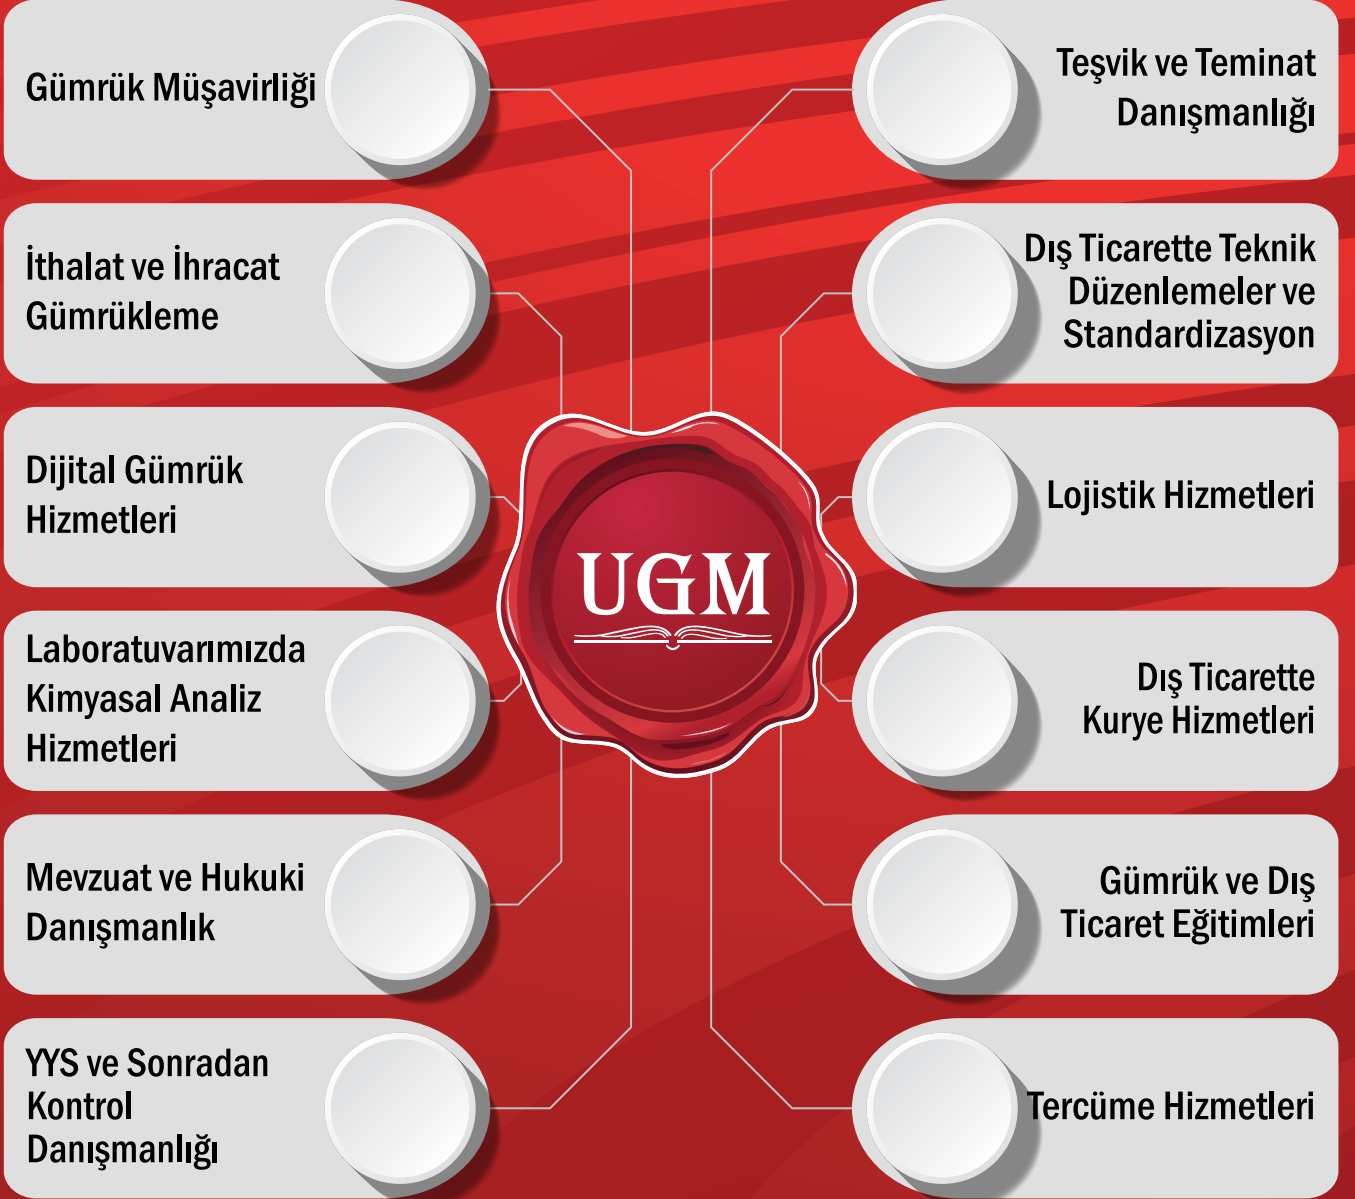 Gümrük Müşavirliği
İthalat ve İhracat
Gümrükleme
Dijital Gümrük
Hizmetleri
Laboratuvarımızda
Kimyasal Analiz
Hizmetleri
Mevzuat ve Hukuki
Danışmanlık
YYS ve Sonradan
Kontrol
Danışmanlığı
UGM
Teşvik ve Teminat
Danışmanlığı
Dış Ticarette Teknik
Düzenlemeler ve
Standardizasyon
Lojistik Hizmetleri
Dış Ticarette
Kurye Hizmetleri
Gümrük ve Dış
Ticaret Eğitimleri
Tercüme Hizmetleri